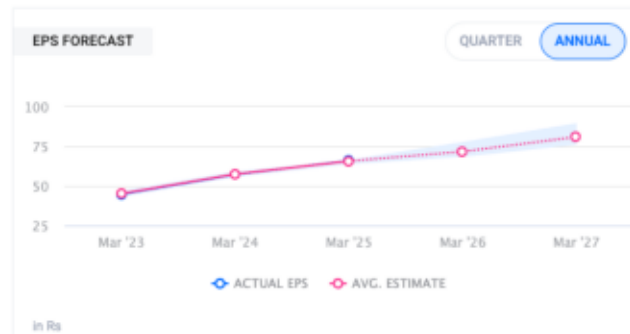 EPS FORECAST
QUARTER ANNUAL
100
75
50
25
Mar '23 Mar '24 Mar '25 Mar '26 Mar '27
ACTUAL EPS AVG. ESTIMATE
in Rs